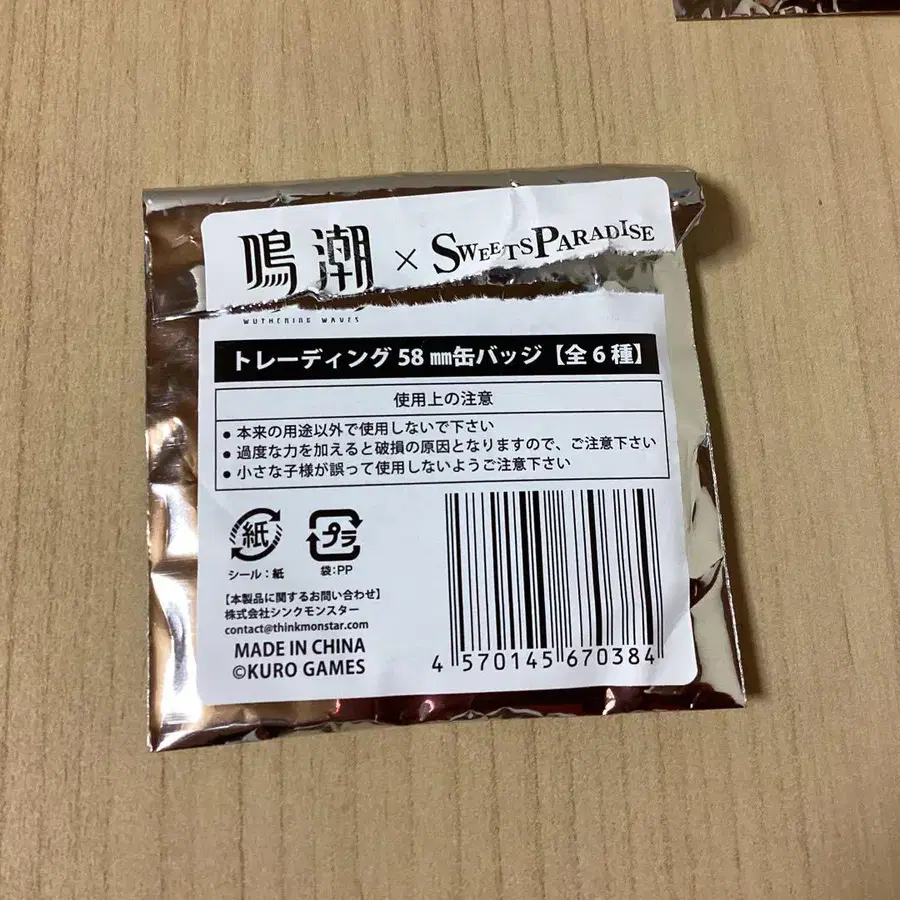 鳴潮 × SWEETSPARADISE
WUTHERING WAVES
トレーディング 58 ㎜缶バッジ【全 6 種】
使用上の注意
● 本来の用途以外で使用しないで下さい
● 過度な力を加えると破損の原因となりますので、ご注意下さい
● 小さな子様が誤って使用しないようご注意下さい
紙
プラ
シール：紙
袋:PP
【本製品に関するお問い合わせ】
株式会社シンクモンスター
contact@thinkmonstar.com
MADE IN CHINA
©KURO GAMES
4 570145 670384